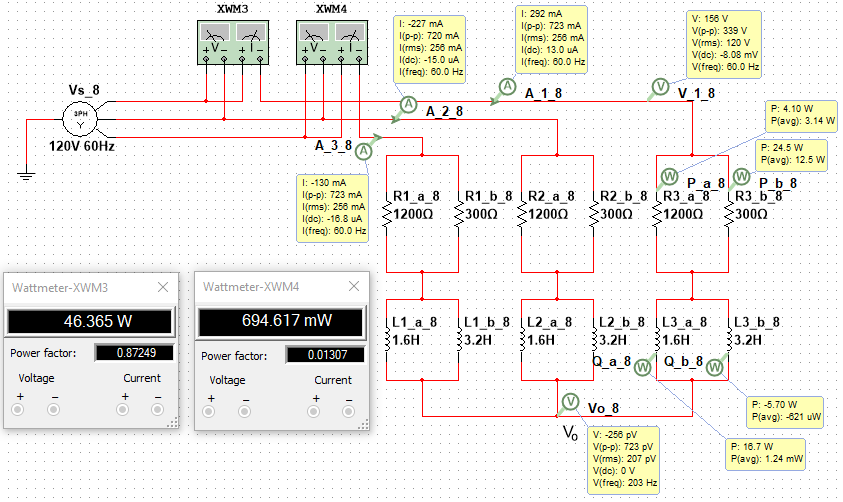 XWM3
XWM4
+ V -
+ I -
+ V -
+ I -
I: -227 mA
I(p-p): 720 mA
I(rms): 256 mA
I(dc): -15.0 uA
I(freq): 60.0 Hz
I: 292 mA
I(p-p): 723 mA
I(rms): 256 mA
I(dc): 13.0 uA
I(freq): 60.0 Hz
V: 156 V
V(p-p): 339 V
V(rms): 120 V
V(dc): -8.08 mV
V(freq): 60.0 Hz
Vs_8
3PH
Y
120V 60Hz
A
A_1_8
A
A_2_8
A
A_3_8
V
V_1_8
I: -130 mA
I(p-p): 723 mA
I(rms): 256 mA
I(dc): -16.8 uA
I(freq): 60.0 Hz
P: 4.10 W
P(avg): 3.14 W
P: 24.5 W
P(avg): 12.5 W
W
P_a_8
W
P_b_8
R1_a_8
1200Ω
R1_b_8
300Ω
R2_a_8
1200Ω
R2_b_8
300Ω
R3_a_8
1200Ω
R3_b_8
300Ω
Wattmeter-XWM3
46.365 W
Power factor:
0.87249
Voltage
Current
+ -
+ -
Wattmeter-XWM4
694.617 mW
Power factor:
0.01307
Voltage
Current
+ -
+ -
L1_a_8
1.6H
L1_b_8
3.2H
L2_a_8
1.6H
L2_b_8
3.2H
L3_a_8
1.6H
L3_b_8
3.2H
Q_a_8
W
Q_b_8
W
V
Vo_8
Vo
V: -256 pV
V(p-p): 723 pV
V(rms): 207 pV
V(dc): 0 V
V(freq): 203 Hz
P: -5.70 W
P(avg): -621 uW
P: 16.7 W
P(avg): 1.24 mW